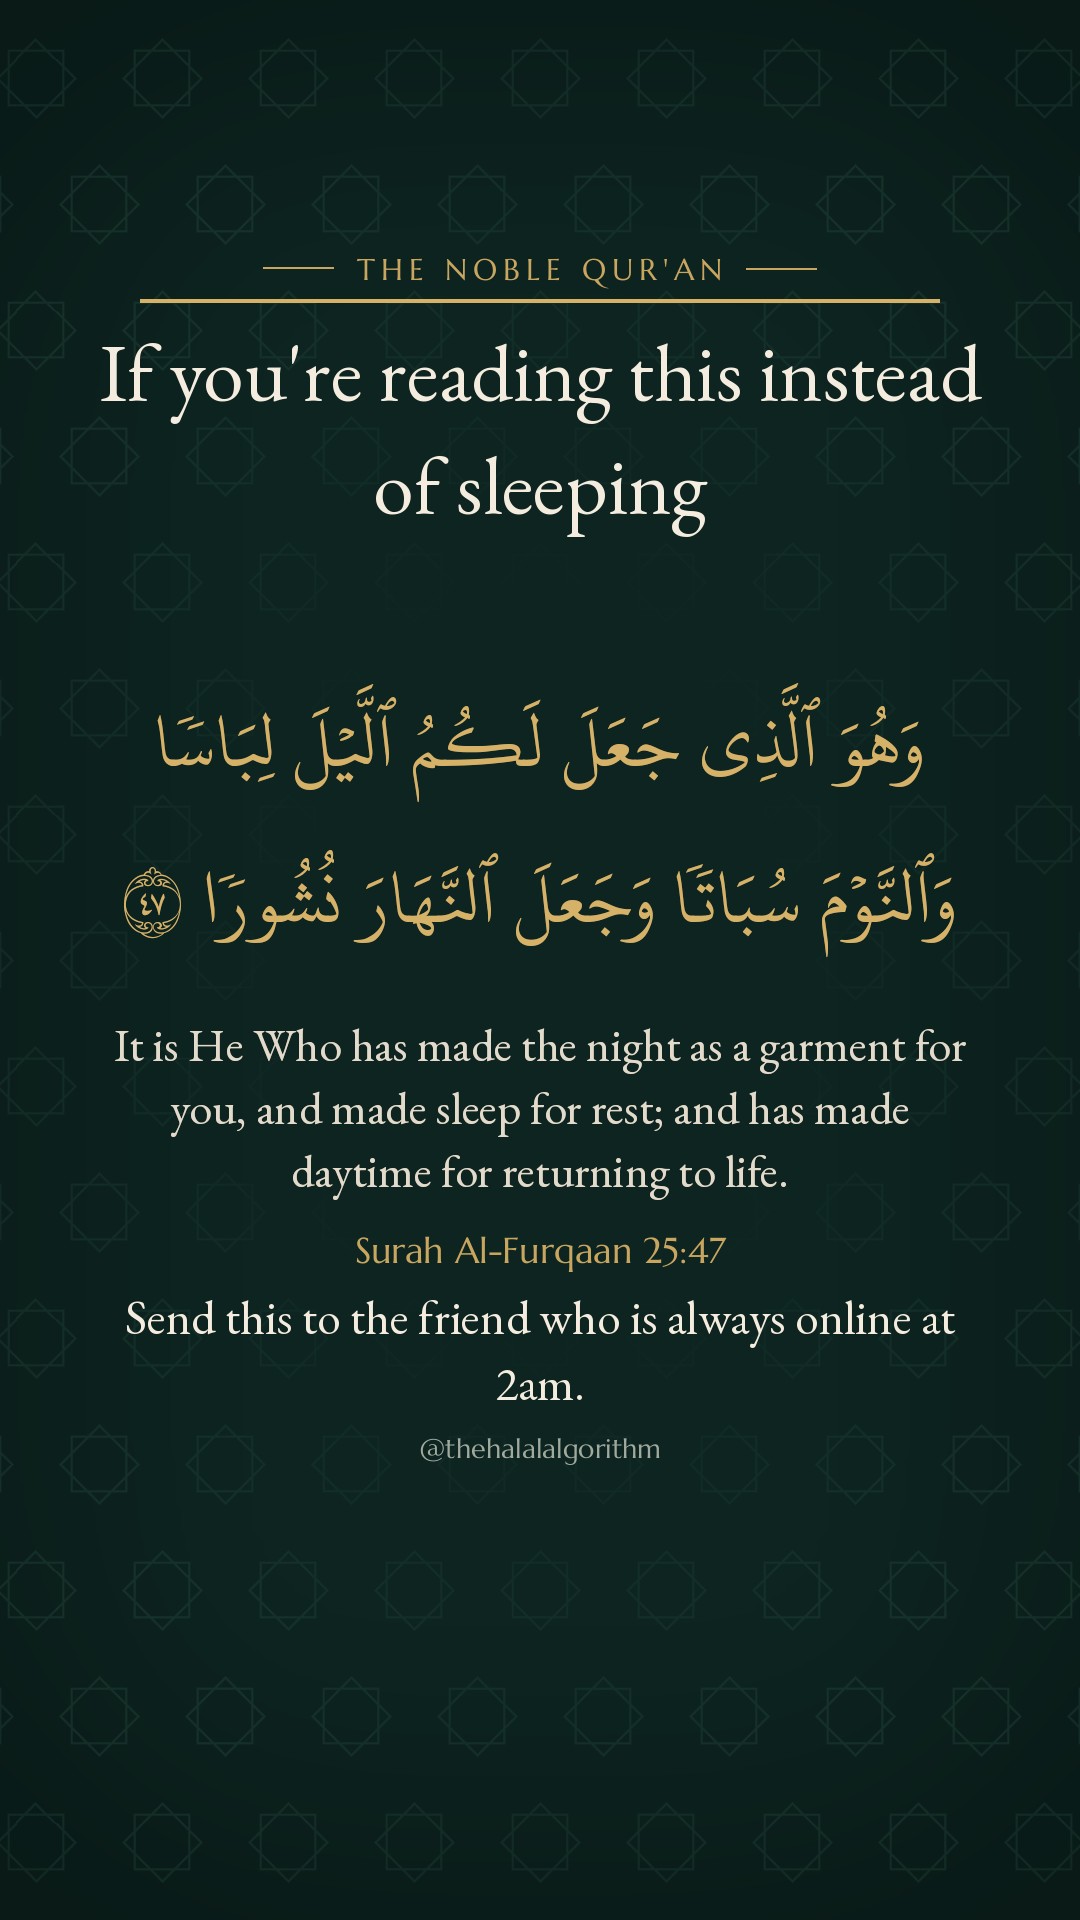 THE NOBLE QUR'AN
If you're reading this instead
of sleeping
وَهُوَ ٱلَّذِى جَعَلَ لَكُمُ ٱلَّيْلَ لِبَاسًا
وَٱلنَّوْمَ سُبَاتًا وَجَعَلَ ٱلنَّهَارَ نُشُورًا ٤٧
It is He Who has made the night as a garment for
you, and made sleep for rest; and has made
daytime for returning to life.
Surah Al-Furqaan 25:47
Send this to the friend who is always online at
2am.
@thehalalalgorithm